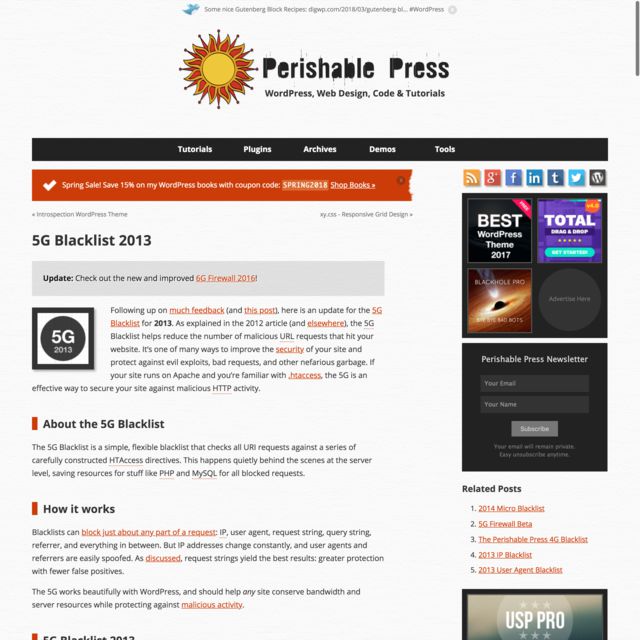 Some nice Gutenberg Block Recipes: digwp.com/2018/03/gutenberg-bl... #WordPress
Perishable Press
WordPress, Web Design, Code & Tutorials
Tutorials Plugins Archives Demos Tools
Spring Sale! Save 15% on my WordPress books with coupon code: SPRING2018 Shop Books »
« Introspection WordPress Theme
xy.css - Responsive Grid Design »
5G Blacklist 2013
Update: Check out the new and improved 6G Firewall 2016!
5G
2013
Following up on much feedback (and this post), here is an update for the 5G
Blacklist for 2013. As explained in the 2012 article (and elsewhere), the 5G
Blacklist helps reduce the number of malicious URL requests that hit your
website. It's one of many ways to improve the security of your site and
protect against evil exploits, bad requests, and other nefarious garbage. If
your site runs on Apache and you're familiar with .htaccess, the 5G is an
effective way to secure your site against malicious HTTP activity.
About the 5G Blacklist
The 5G Blacklist is a simple, flexible blacklist that checks all URI requests against a series of
carefully constructed HTAccess directives. This happens quietly behind the scenes at the server
level, saving resources for stuff like PHP and MySQL for all blocked requests.
How it works
Blacklists can block just about any part of a request: IP, user agent, request string, query string,
referrer, and everything in between. But IP addresses change constantly, and user agents and
referrers are easily spoofed. As discussed, request strings yield the best results: greater protection
with fewer false positives.
The 5G works beautifully with WordPress, and should help any site conserve bandwidth and
server resources while protecting against malicious activity.
5G Blacklist 2013
BEST
WordPress
Theme
2017
FREE
TOTAL
DRAG & DROP
GET STARTED!
v4.0
BLACKHOLE PRO
BYE BYE BAD BOTS
Advertise Here
Perishable Press Newsletter
Your Email
Your Name
Subscribe
Your email will remain private.
Easy unsubscribe anytime.
Related Posts
1. 2014 Micro Blacklist
2. 5G Firewall Beta
3. The Perishable Press 4G Blacklist
4. 2013 IP Blacklist
5. 2013 User Agent Blacklist
USP PRO